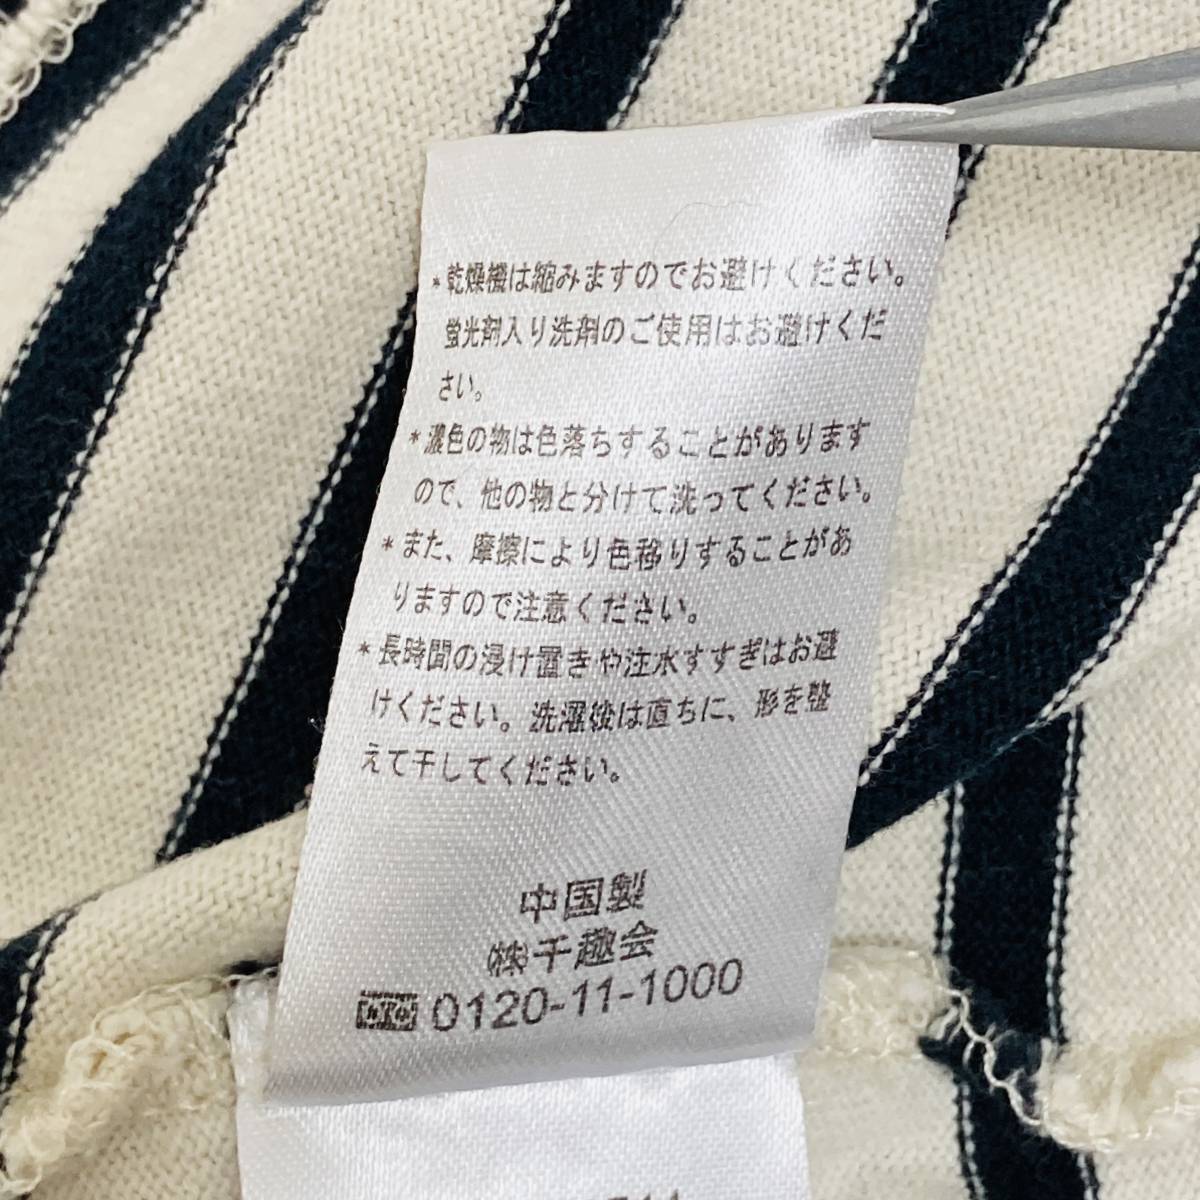 *乾燥機は縮みますのでお避けください。
蛍光剤入り洗剤のご使用はお避けくだ
さい。
*濃色の物は色落ちすることがあります
ので、他の物と分けて洗ってください。
*また、摩擦により色移りすることがあ
りますので注意ください。
*長時間の浸け置きや注水すすぎはお避
けください。洗濯後は直ちに、形を整
えて干してください。
中国製
㈱千趣会
0120-11-1000